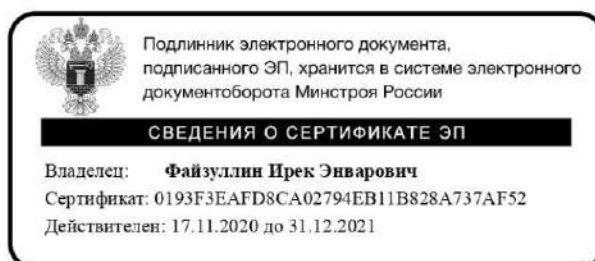 Подлинник электронного документа,
подписанного ЭП, хранится в системе электронного
документоборота Минстроя России
СВЕДЕНИЯ О СЕРТИФИКАТЕ ЭП
Владелец: Файзуллин Ирек Энварович
Сертификат: 0193F3EAFD8CA02794EB11B828A737AF52
Действителен: 17.11.2020 до 31.12.2021